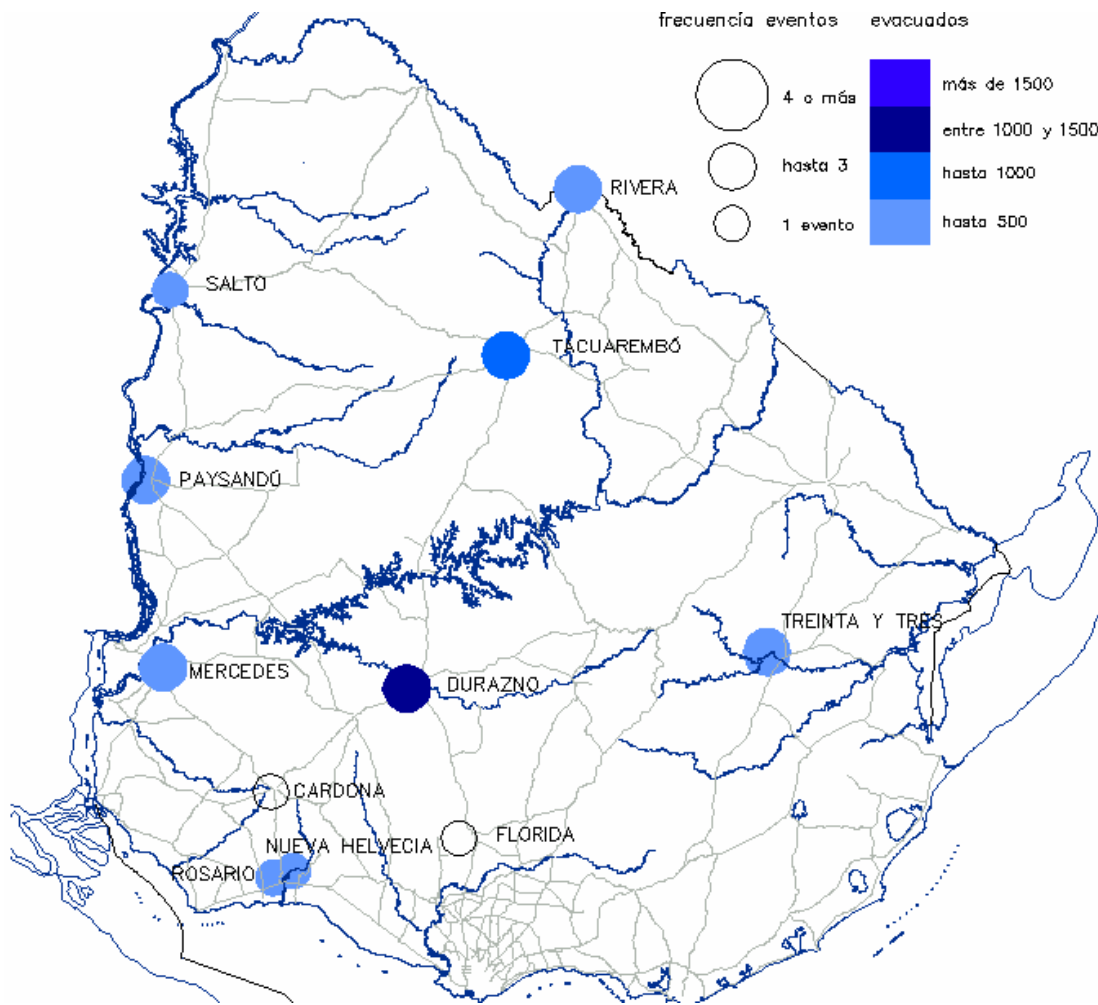 frecuencía eventos
evacuados
4 o más
hasta 3
1 evento
más de 1500
entre 1000 y 1500
hasta 1000
hasta 500
RIVERA
SALTO
TACUAREMBÓ
PAYSANDÚ
TREINTA Y TRES
MERCEDES
DURAZNO
CARDONA
FLORIDA
NUEVA HELVECIA
ROSARIO